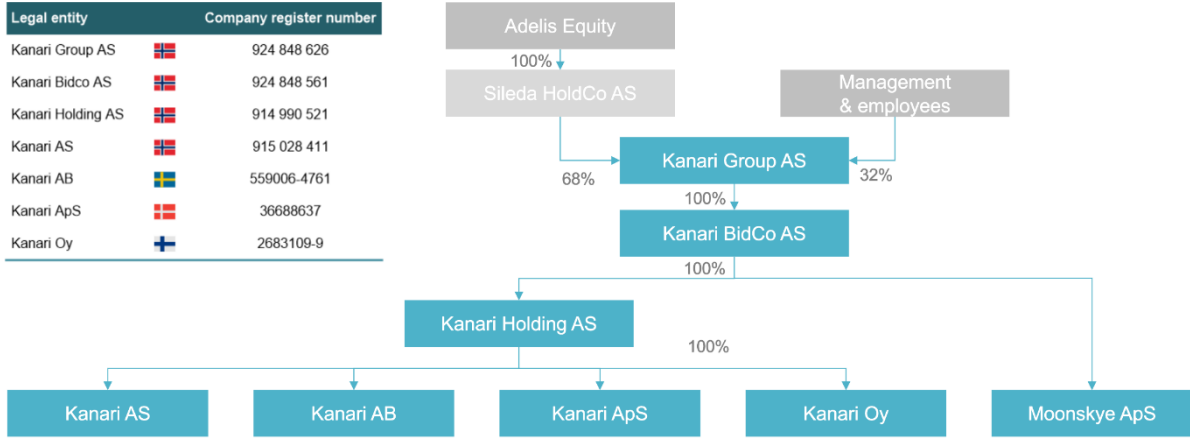 Legal entity Company register number
Kanari Group AS 924 848 626
Kanari Bidco AS 924 848 561
Kanari Holding AS 914 990 521
Kanari AS 915 028 411
Kanari AB 559006-4761
Kanari ApS 36688637
Kanari Oy 2683109-9
Adelis Equity
100%
Sileda HoldCo AS
Management
& employees
Kanari Group AS
68%
32%
100%
Kanari BidCo AS
100%
Kanari Holding AS
100%
Kanari AS
Kanari AB
Kanari ApS
Kanari Oy
Moonskye ApS